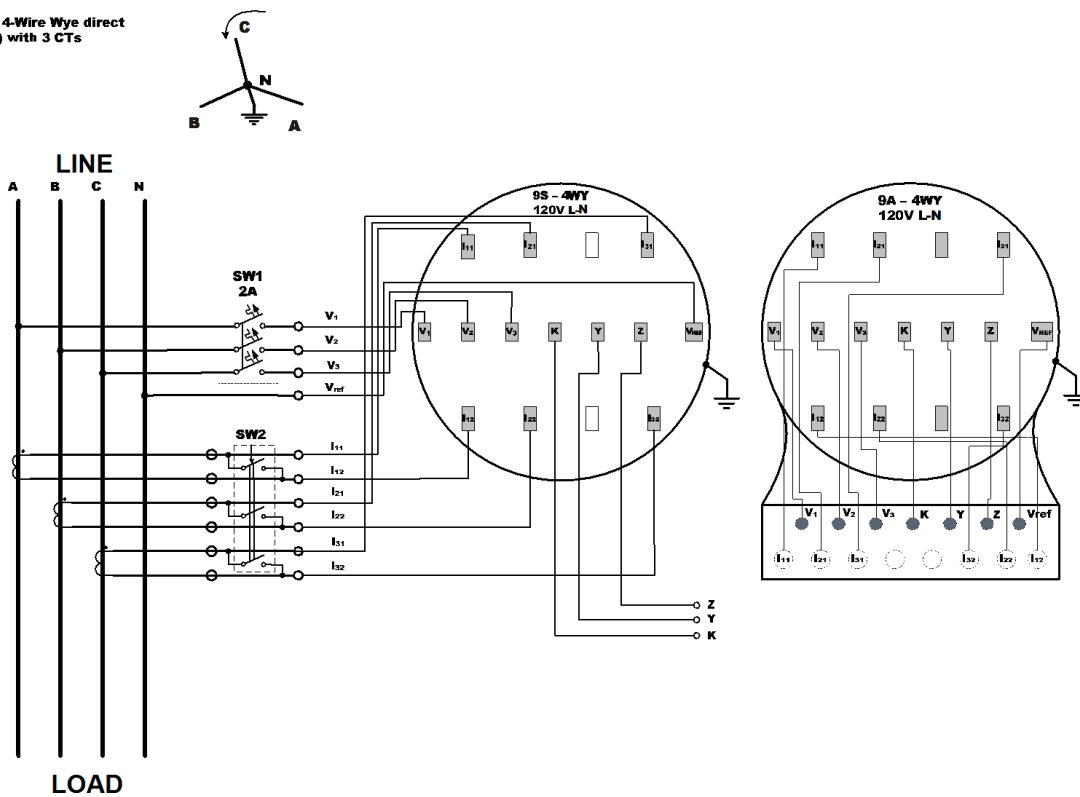 4-Wire Wye direct
) with 3 CTs
C
N
B
A
LINE
A B C N
SW1
2A
V1
V2
V3
Vref
SW2
I11
I12
I21
I22
I31
I32
9S – 4WY
120V L-N
I11 I21 I31
V1 V2 V3 K Y Z VREF
I12 I22 I32
Z
Y
K
9A – 4WY
120V L-N
I11 I21 I31
V1 V2 V3 K Y Z VREF
I12 I22 I32
V1 V2 V3 K Y Z Vref
I11 I21 I31 I32 I22 I12
LOAD